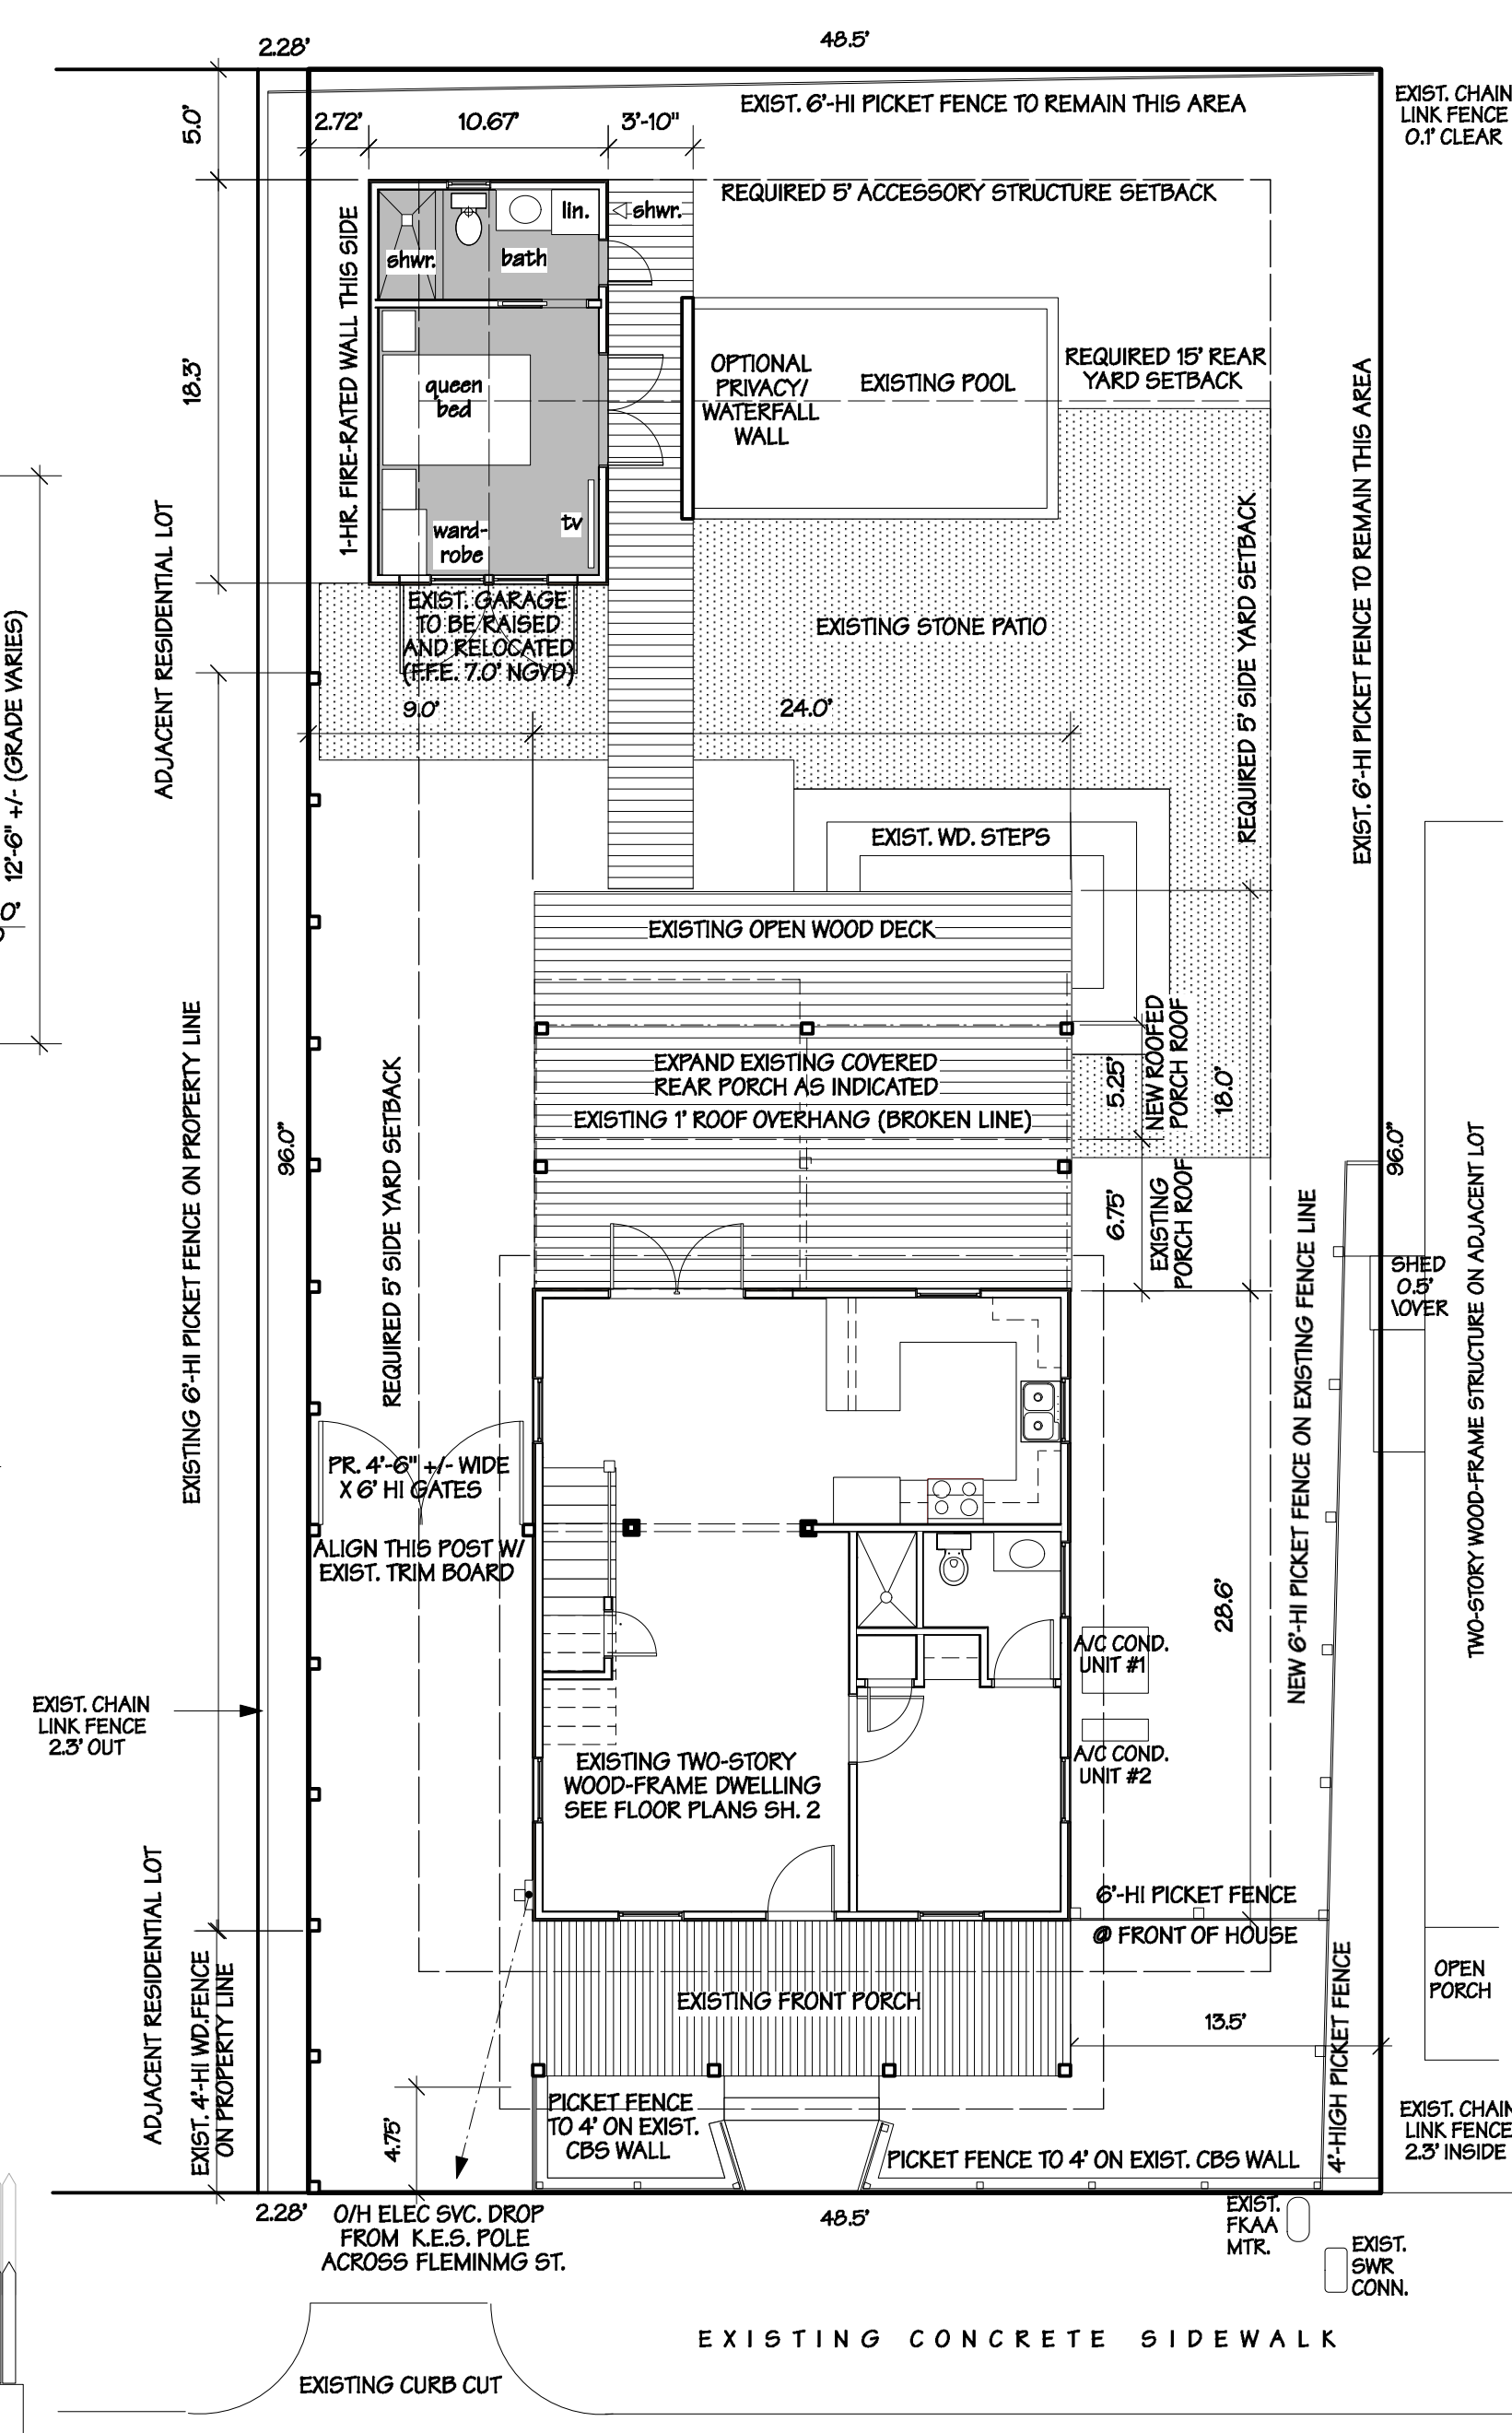 2.28'
48.5'
EXIST. 6'-HI PICKET FENCE TO REMAIN THIS AREA
EXIST. CHAIN
LINK FENCE
0.1' CLEAR
5.0'
2.72'
10.67'
3'-10"
REQUIRED 5' ACCESSORY STRUCTURE SETBACK
1-HR. FIRE-RATED WALL THIS SIDE
lin.
shwr.
shwr.
bath
18.3'
queen
bed
OPTIONAL
PRIVACY/
WATERFALL
WALL
EXISTING POOL
REQUIRED 15' REAR
YARD SETBACK
EXIST. 6'-HI PICKET FENCE TO REMAIN THIS AREA
ward-
robe
tv
ADJACENT RESIDENTIAL LOT
12'-6" +/- (GRADE VARIES)
EXIST. GARAGE
TO BE RAISED
AND RELOCATED
(F.F.E. 7.0' NGVD)
EXISTING STONE PATIO
REQUIRED 5' SIDE YARD SETBACK
9.0'
24.0'
EXIST. WD. STEPS
EXISTING OPEN WOOD DECK
EXPAND EXISTING COVERED
REAR PORCH AS INDICATED
EXISTING 1' ROOF OVERHANG (BROKEN LINE)
5.25'
NEW ROOFED
PORCH ROOF
18.0'
EXISTING 6'-HI PICKET FENCE ON PROPERTY LINE
96.0"
REQUIRED 5' SIDE YARD SETBACK
6.75'
EXISTING
PORCH ROOF
96.0"
NEW 6'-HI PICKET FENCE ON EXISTING FENCE LINE
SHED
0.5'
\OVER
TWO-STORY WOOD-FRAME STRUCTURE ON ADJACENT LOT
PR. 4'-6" +/- WIDE
X 6' HI GATES
ALIGN THIS POST W/
EXIST. TRIM BOARD
28.6'
A/C COND.
UNIT #1
A/C COND.
UNIT #2
EXIST. CHAIN
LINK FENCE
2.3' OUT
EXISTING TWO-STORY
WOOD-FRAME DWELLING
SEE FLOOR PLANS SH. 2
6'-HI PICKET FENCE
@ FRONT OF HOUSE
ADJACENT RESIDENTIAL LOT
EXIST. 4'-HI WD.FENCE
ON PROPERTY LINE
EXISTING FRONT PORCH
13.5'
4'-HIGH PICKET FENCE
OPEN
PORCH
4.75'
PICKET FENCE
TO 4' ON EXIST.
CBS WALL
PICKET FENCE TO 4' ON EXIST. CBS WALL
EXIST. CHAIN
LINK FENCE
2.3' INSIDE
2.28'
O/H ELEC SVC. DROP
FROM K.E.S. POLE
ACROSS FLEMINMG ST.
48.5'
EXIST.
FKAA
MTR.
EXIST.
SWR
CONN.
EXISTING CONCRETE SIDEWALK
EXISTING CURB CUT